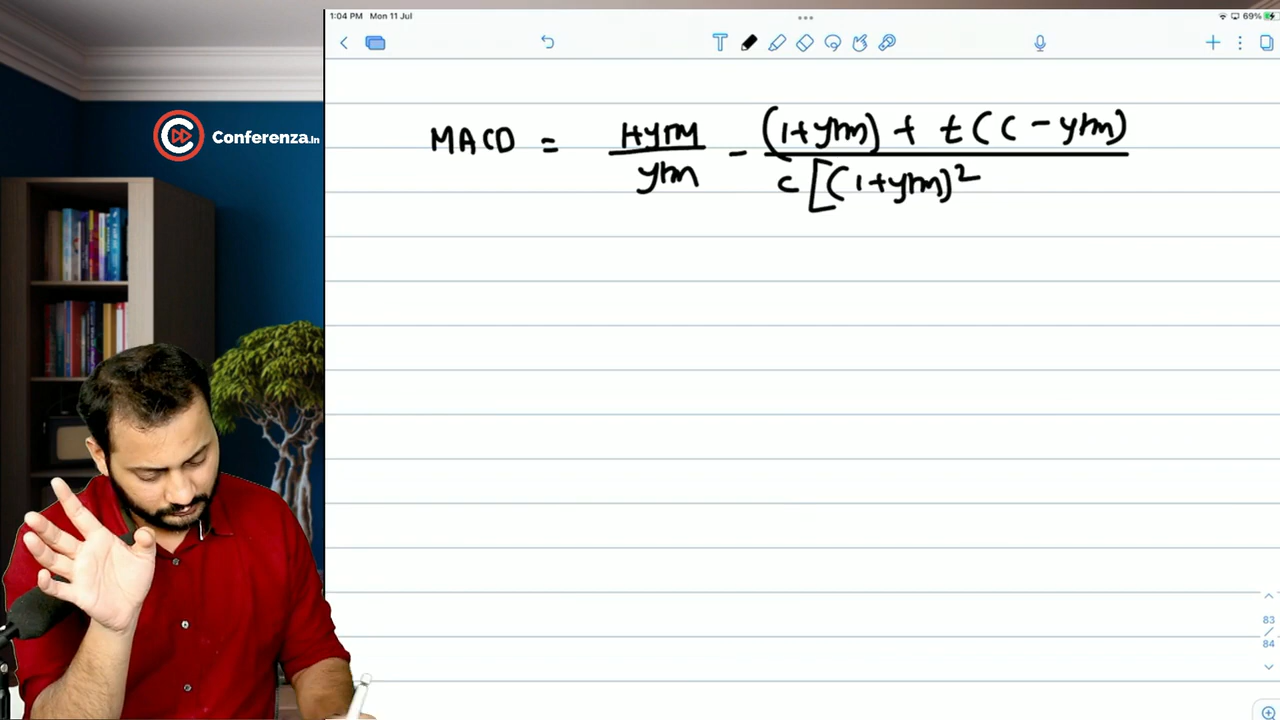 1:04 PM Mon 11 Jul
69%
Conferenza.in
MACD = 1+ytm / ytm - (1+ytm) + t(c - ytm) / c[(1+ytm)²
83
/
84